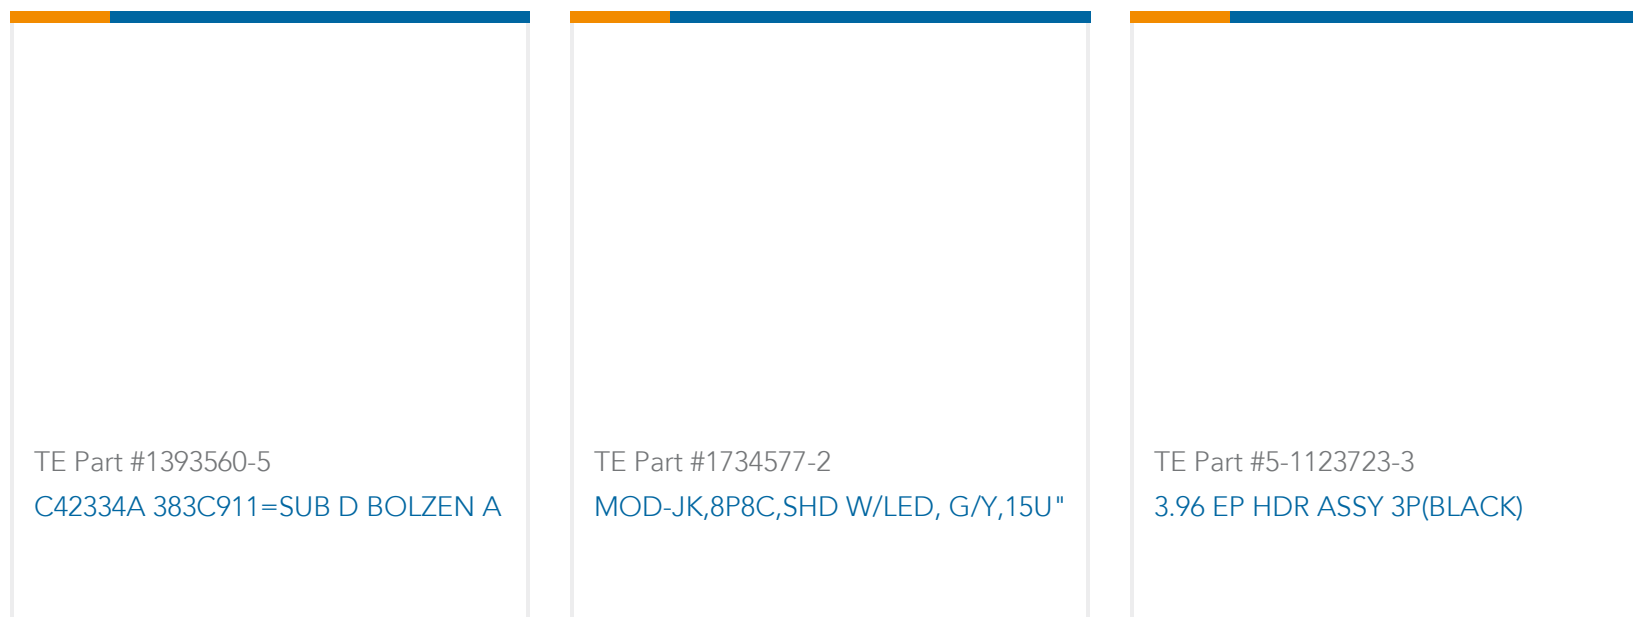 TE Part #1393560-5
C42334A 383C911=SUB D BOLZEN A
TE Part #1734577-2
MOD-JK,8P8C,SHD W/LED, G/Y,15U"
TE Part #5-1123723-3
3.96 EP HDR ASSY 3P(BLACK)